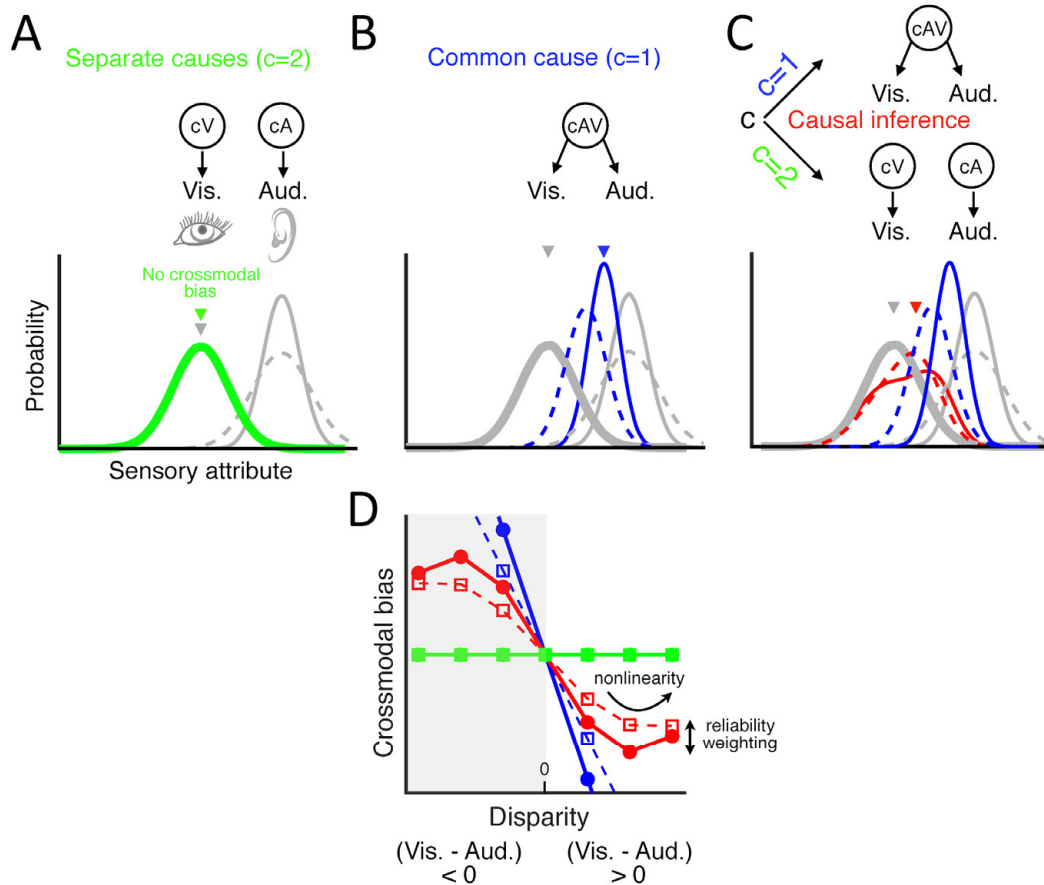 A
Separate causes (c=2)
cV
cA
Vis.
Aud.
No crossmodal
bias
Probability
Sensory attribute
B
Common cause (c=1)
cAV
Vis.
Aud.
C
cAV
c=1
Vis.
Aud.
C
Causal inference
c=2
cV
cA
Vis.
Aud.
D
Crossmodal bias
nonlinearity
reliability
weighting
0
Disparity
(Vis. - Aud.)
< 0
(Vis. - Aud.)
> 0